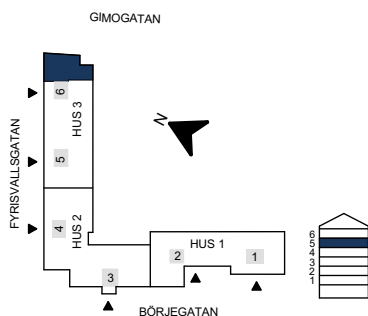 GIMOGATAN
N
FYRISVALLSGATAN
6
HUS 3
5
4
HUS 2
3
HUS 1
2
1
6
5
4
3
2
1
BÖRJEGATAN